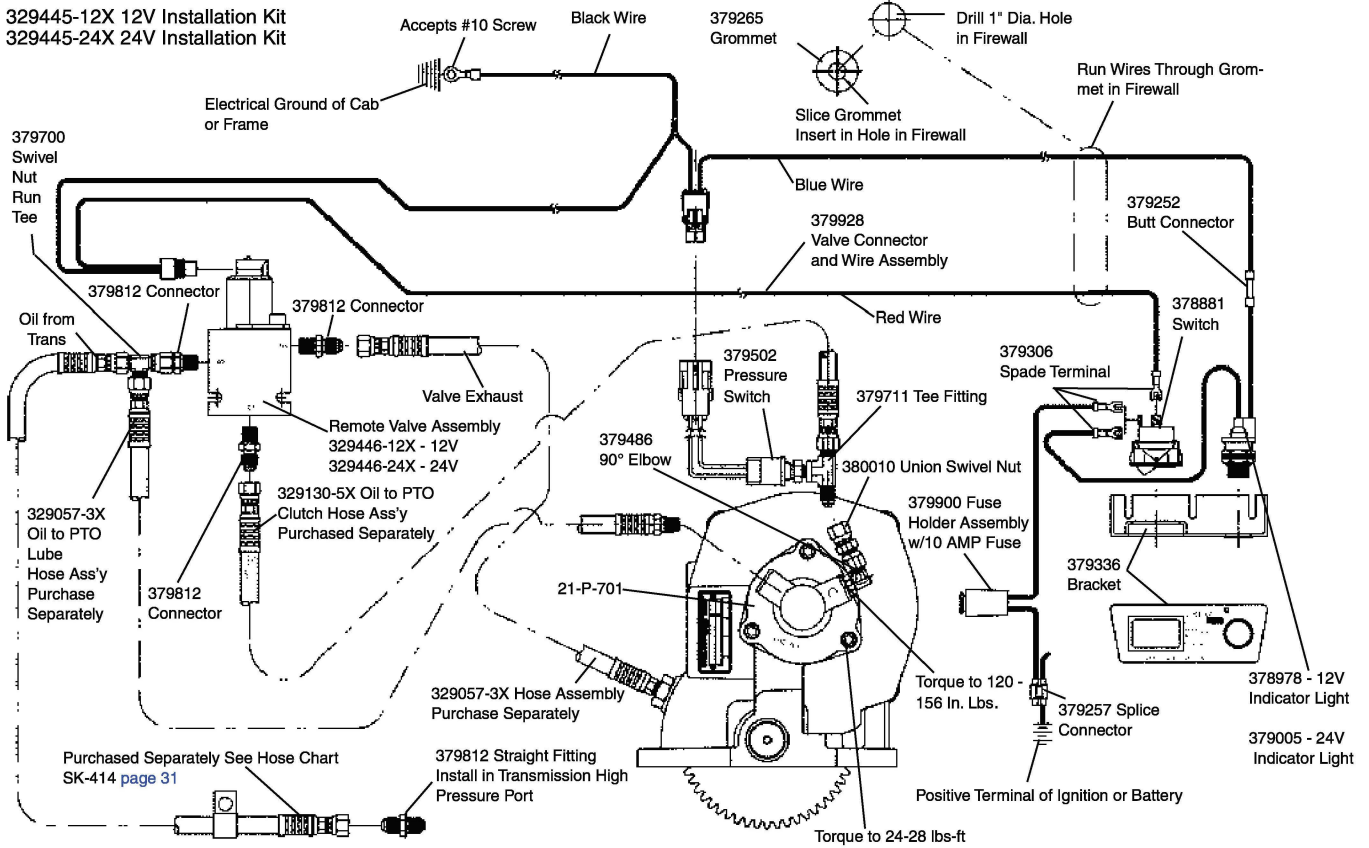 329445-12X 12V Installation Kit
329445-24X 24V Installation Kit
Accepts #10 Screw
Black Wire
379265
Grommet
Drill 1" Dia. Hole
in Firewall
Electrical Ground of Cab
or Frame
Slice Grommet
Insert in Hole in Firewall
Run Wires Through Grom-
met in Firewall
379700
Swivel
Nut
Run
Tee
Blue Wire
379252
Butt Connector
379928
Valve Connector
and Wire Assembly
379812 Connector
379812 Connector
Red Wire
378881
Switch
Oil from
Trans
379306
Spade Terminal
379502
Pressure
Switch
Valve Exhaust
379711 Tee Fitting
Remote Valve Assembly
329446-12X - 12V
329446-24X - 24V
379486
90° Elbow
380010 Union Swivel Nut
329130-5X Oil to PTO
Clutch Hose Ass'y
Purchased Separately
379900 Fuse
Holder Assembly
w/10 AMP Fuse
329057-3X
Oil to PTO
Lube
Hose Ass'y
Purchase
Separately
379812
Connector
21-P-701
379336
Bracket
329057-3X Hose Assembly
Purchase Separately
Torque to 120 -
156 In. Lbs.
378978 - 12V
Indicator Light
379257 Splice
Connector
379005 - 24V
Indicator Light
Purchased Separately See Hose Chart
SK-414 page 31
379812 Straight Fitting
Install in Transmission High
Pressure Port
Positive Terminal of Ignition or Battery
Torque to 24-28 lbs-ft